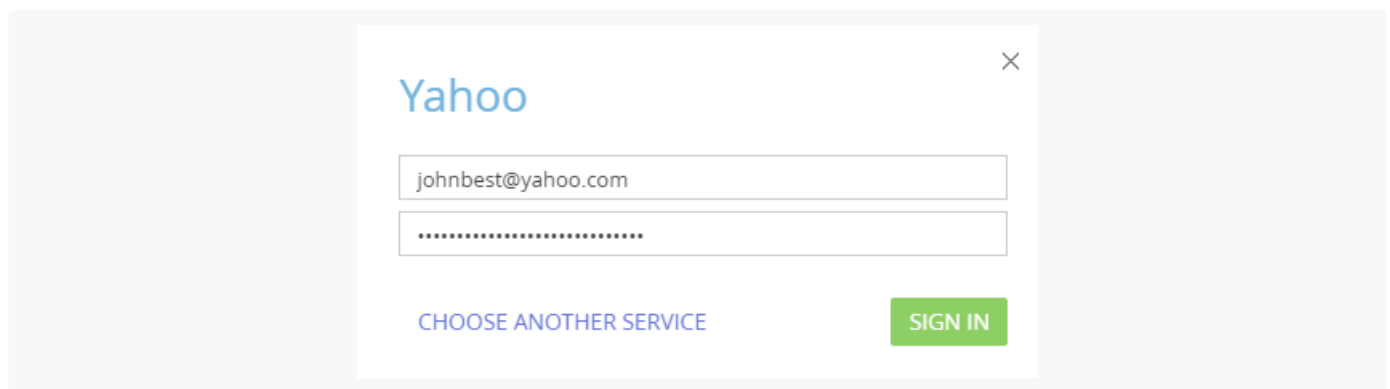 Yahoo
johnbest@yahoo.com
•••••••••••••••••••••••••••••
CHOOSE ANOTHER SERVICE SIGN IN